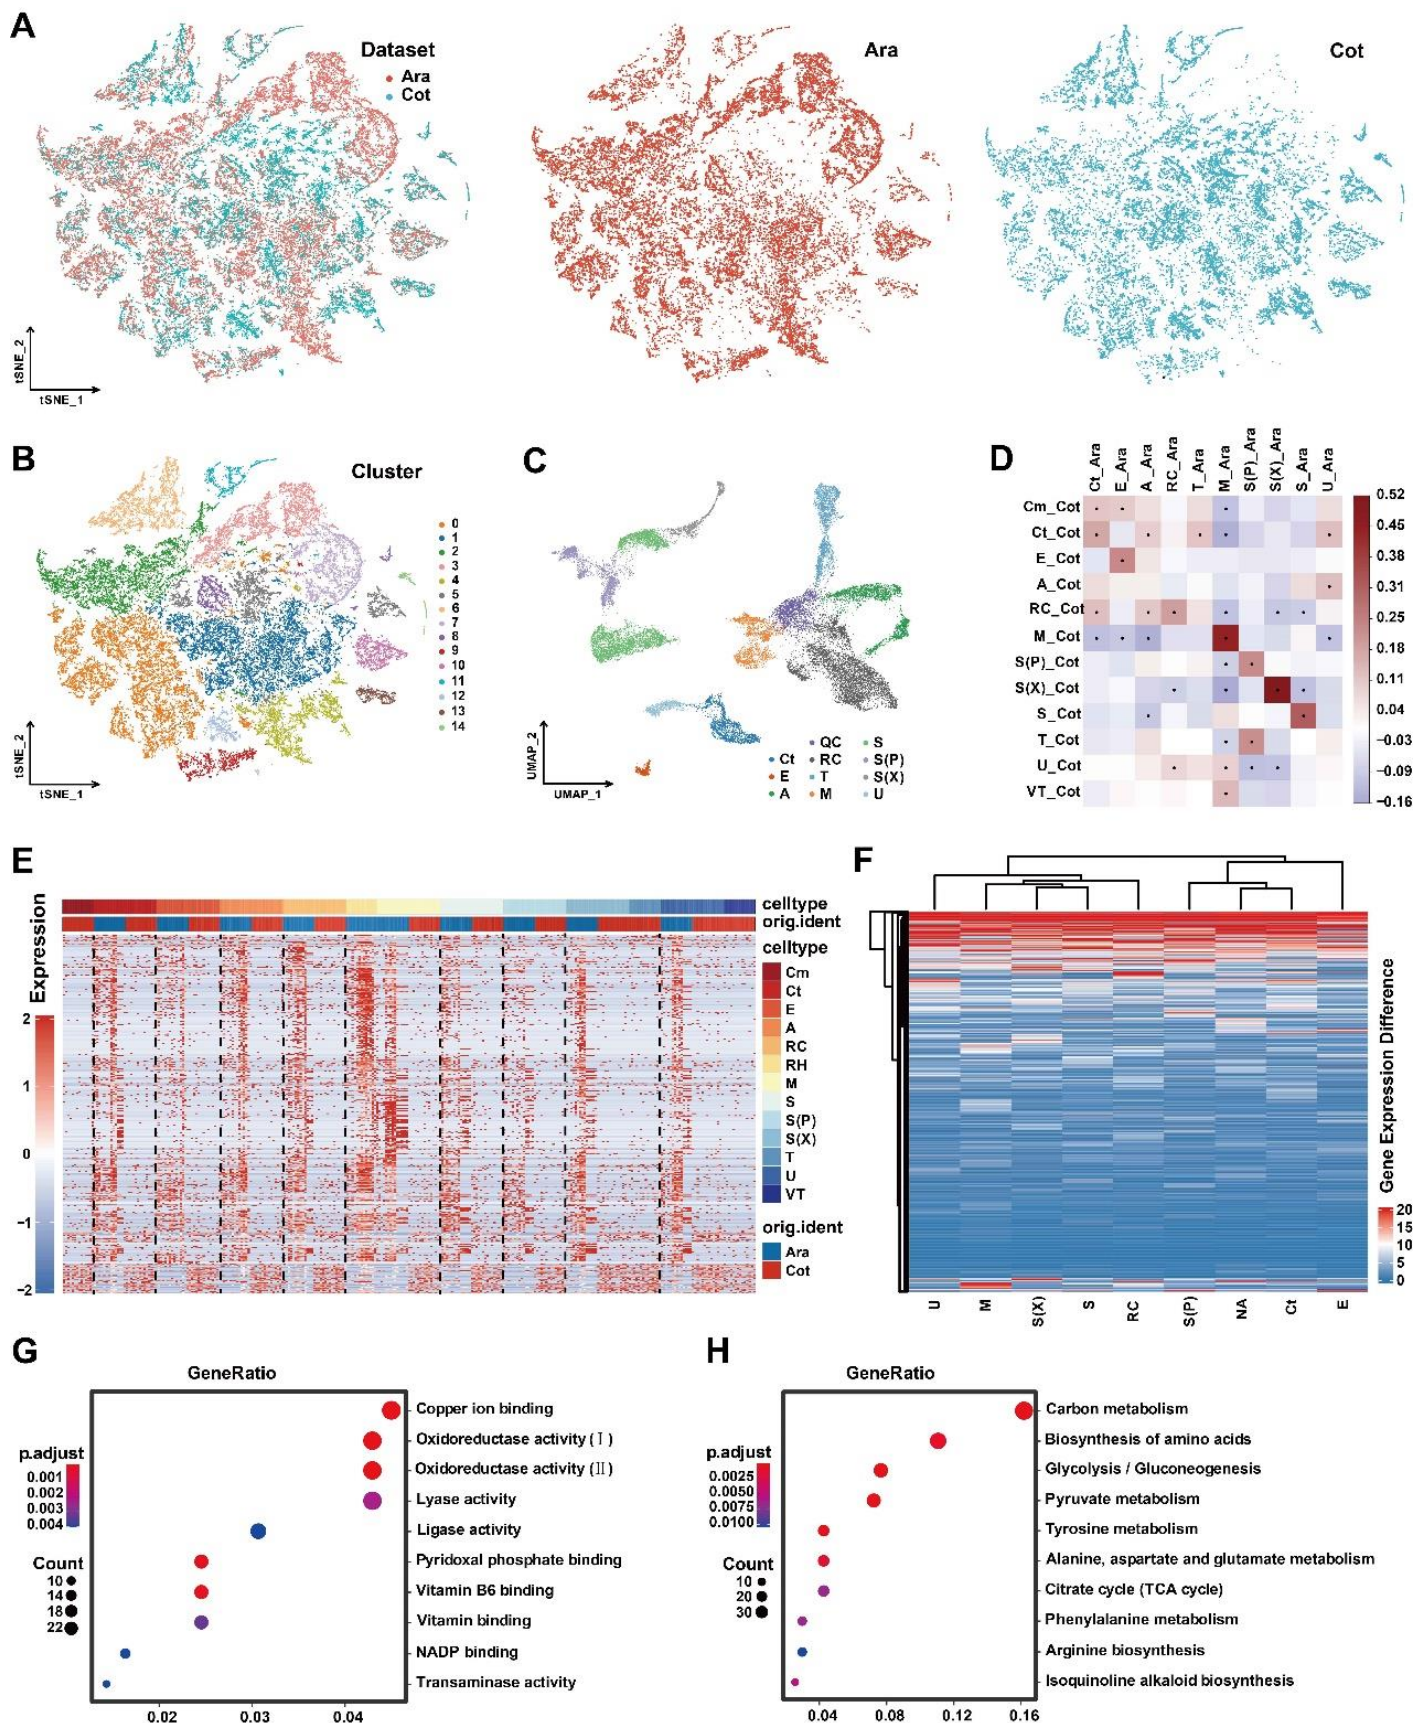 A
Dataset
Ara
Cot
Ara
Cot
tSNE_2
tSNE_1
B
Cluster
0
1
2
3
4
5
6
7
8
9
10
11
12
13
14
tSNE_2
tSNE_1
C
UMAP_2
UMAP_1
QC S
Ct RC S(P)
E T S(X)
A M U
D
Ct_Ara E_Ara A_Ara RC_Ara T_Ara M_Ara S(P)_Ara S(X)_Ara S_Ara U_Ara
Cm_Cot
Ct_Cot
E_Cot
A_Cot
RC_Cot
M_Cot
S(P)_Cot
S(X)_Cot
S_Cot
T_Cot
U_Cot
VT_Cot
0.52
0.45
0.38
0.31
0.25
0.18
0.11
0.04
−0.03
−0.09
−0.16
E
Expression
2
1
0
−1
−2
celltype
orig.ident
celltype
Cm
Ct
E
A
RC
RH
M
S
S(P)
S(X)
T
U
VT
orig.ident
Ara
Cot
F
Gene Expression Difference
20
15
10
5
0
U M S(X) S RC S(P) NA Ct E
G
GeneRatio
p.adjust
0.001
0.002
0.003
0.004
Count
10
14
18
22
Copper ion binding
Oxidoreductase activity (Ⅰ)
Oxidoreductase activity (Ⅱ)
Lyase activity
Ligase activity
Pyridoxal phosphate binding
Vitamin B6 binding
Vitamin binding
NADP binding
Transaminase activity
0.02 0.03 0.04
H
GeneRatio
p.adjust
0.0025
0.0050
0.0075
0.0100
Count
10
20
30
Carbon metabolism
Biosynthesis of amino acids
Glycolysis / Gluconeogenesis
Pyruvate metabolism
Tyrosine metabolism
Alanine, aspartate and glutamate metabolism
Citrate cycle (TCA cycle)
Phenylalanine metabolism
Arginine biosynthesis
Isoquinoline alkaloid biosynthesis
0.04 0.08 0.12 0.16